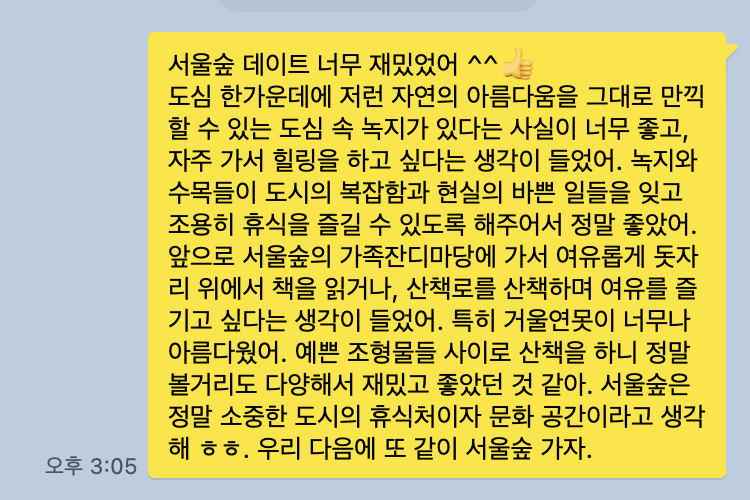 서울숲 데이트 너무 재밌었어 ^^👍
도심 한가운데에 저런 자연의 아름다움을 그대로 만끽
할 수 있는 도심 속 녹지가 있다는 사실이 너무 좋고,
자주 가서 힐링을 하고 싶다는 생각이 들었어. 녹지와
수목들이 도시의 복잡함과 현실의 바쁜 일들을 잊고
조용히 휴식을 즐길 수 있도록 해주어서 정말 좋았어.
앞으로 서울숲의 가족잔디마당에 가서 여유롭게 돗자
리 위에서 책을 읽거나, 산책로를 산책하며 여유를 즐
기고 싶다는 생각이 들었어. 특히 거울연못이 너무나
아름다웠어. 예쁜 조형물들 사이로 산책을 하니 정말
볼거리도 다양해서 재밌고 좋았던 것 같아. 서울숲은
정말 소중한 도시의 휴식처이자 문화 공간이라고 생각
해 ㅎㅎ. 우리 다음에 또 같이 서울숲 가자.
오후 3:05